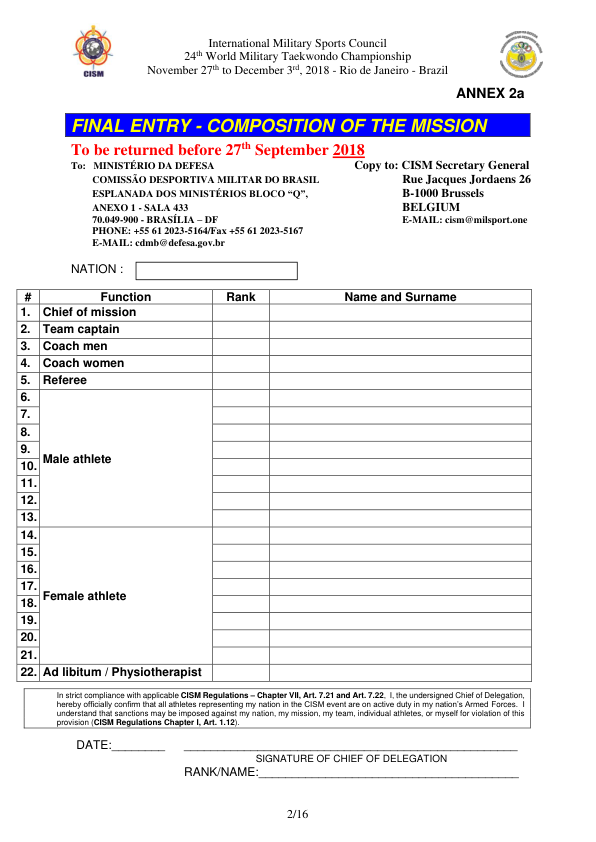 International Military Sports Council
24th World Military Taekwondo Championship
November 27th to December 3rd, 2018 - Rio de Janeiro - Brazil
CISM
ANNEX 2a
FINAL ENTRY - COMPOSITION OF THE MISSION
To be returned before 27th September 2018
To: MINISTÉRIO DA DEFESA
COMISSÃO DESPORTIVA MILITAR DO BRASIL
ESPLANADA DOS MINISTÉRIOS BLOCO “Q”,
ANEXO 1 - SALA 433
70.049-900 - BRASÍLIA – DF
PHONE: +55 61 2023-5164/Fax +55 61 2023-5167
E-MAIL: cdmb@defesa.gov.br
Copy to: CISM Secretary General
Rue Jacques Jordaens 26
B-1000 Brussels
BELGIUM
E-MAIL: cism@milsport.one
NATION :
# Function Rank Name and Surname
1. Chief of mission
2. Team captain
3. Coach men
4. Coach women
5. Referee
6.
7.
8.
9.
Male athlete
10.
11.
12.
13.
14.
15.
16.
17.
Female athlete
18.
19.
20.
21.
22. Ad libitum / Physiotherapist
In strict compliance with applicable CISM Regulations – Chapter VII, Art. 7.21 and Art. 7.22, I, the undersigned Chief of Delegation,
hereby officially confirm that all athletes representing my nation in the CISM event are on active duty in my nation’s Armed Forces. I
understand that sanctions may be imposed against my nation, my mission, my team, individual athletes, or myself for violation of this
provision (CISM Regulations Chapter I, Art. 1.12).
DATE:________ ____________________________________________________
SIGNATURE OF CHIEF OF DELEGATION
RANK/NAME:________________________________________
2/16